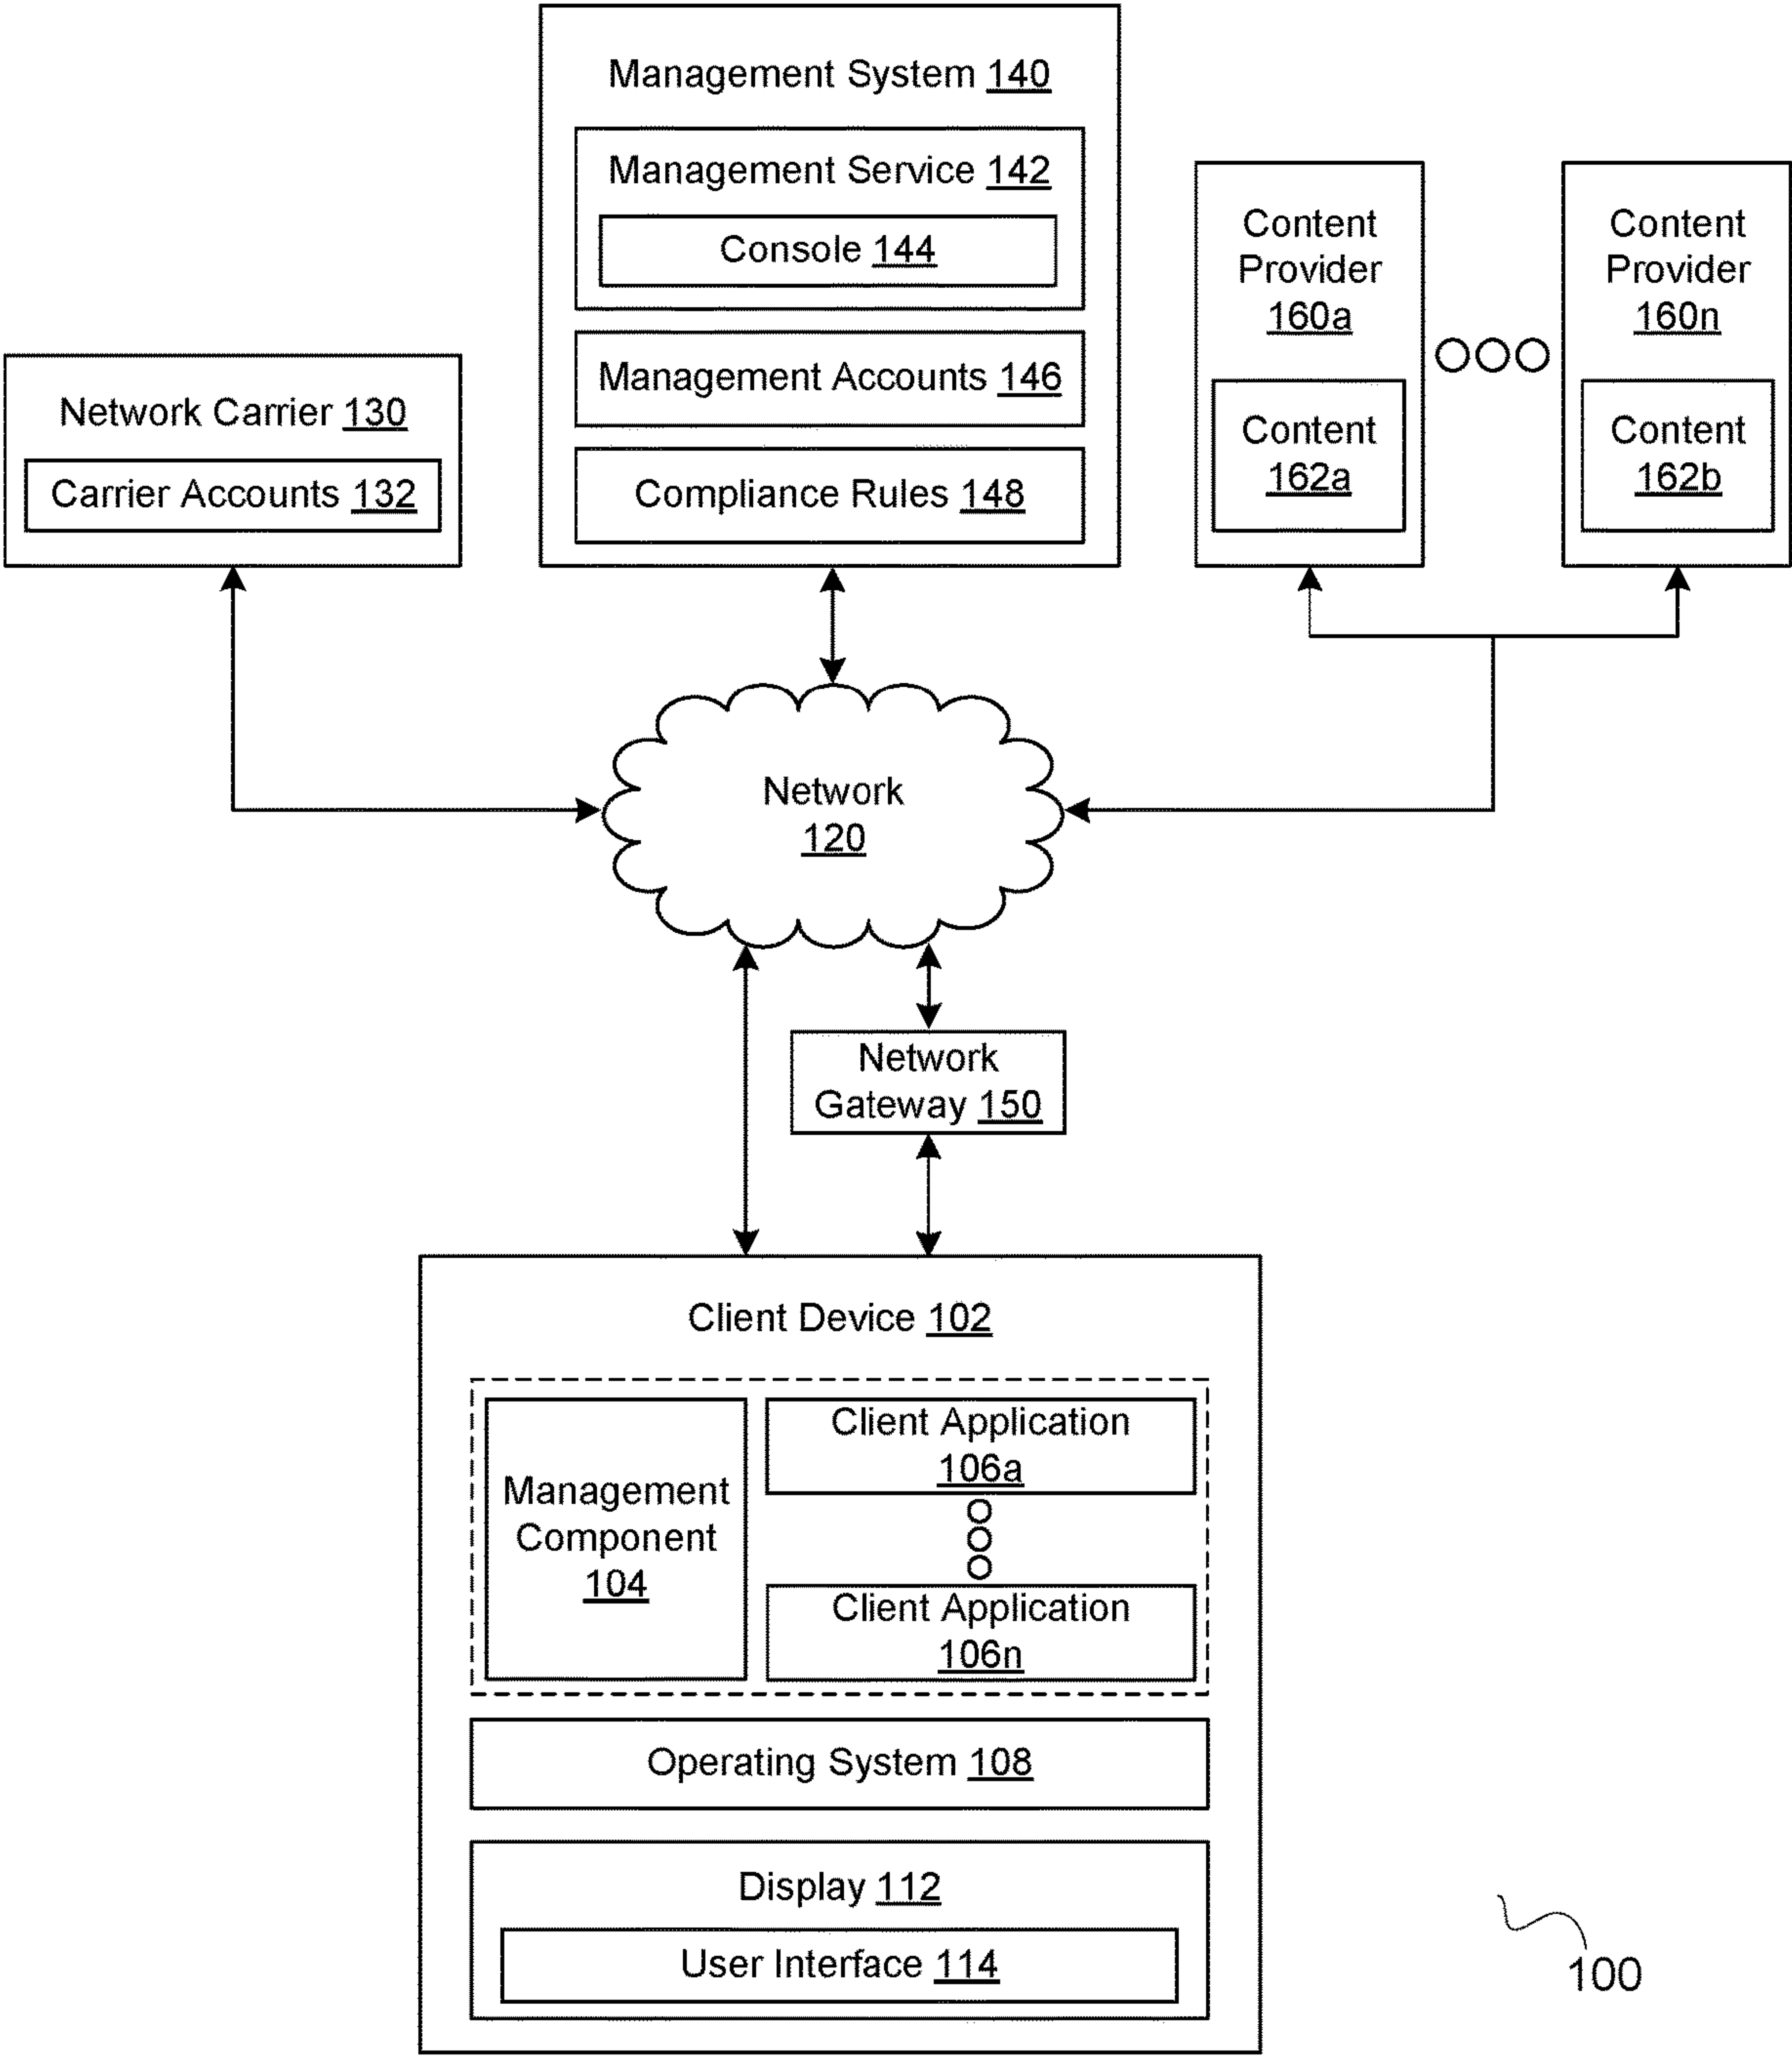 Management System 140
Management Service 142
Console 144
Management Accounts 146
Compliance Rules 148
Network Carrier 130
Carrier Accounts 132
Content
Provider
160a
Content
162a
Content
Provider
160n
Content
162b
Network
120
Network
Gateway 150
Client Device 102
Management
Component
104
Client Application
106a
Client Application
106n
Operating System 108
Display 112
User Interface 114
100